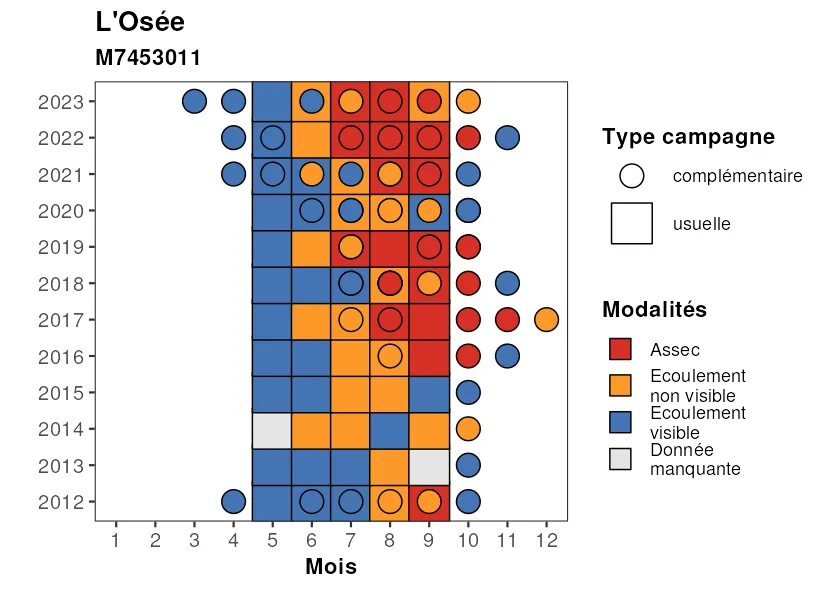 L'Osée
M7453011
2023
2022
2021
2020
2019
2018
2017
2016
2015
2014
2013
2012
1 2 3 4 5 6 7 8 9 10 11 12
Mois
Type campagne
complémentaire
usuelle
Modalités
Assec
Ecoulement
non visible
Ecoulement
visible
Donnée
manquante